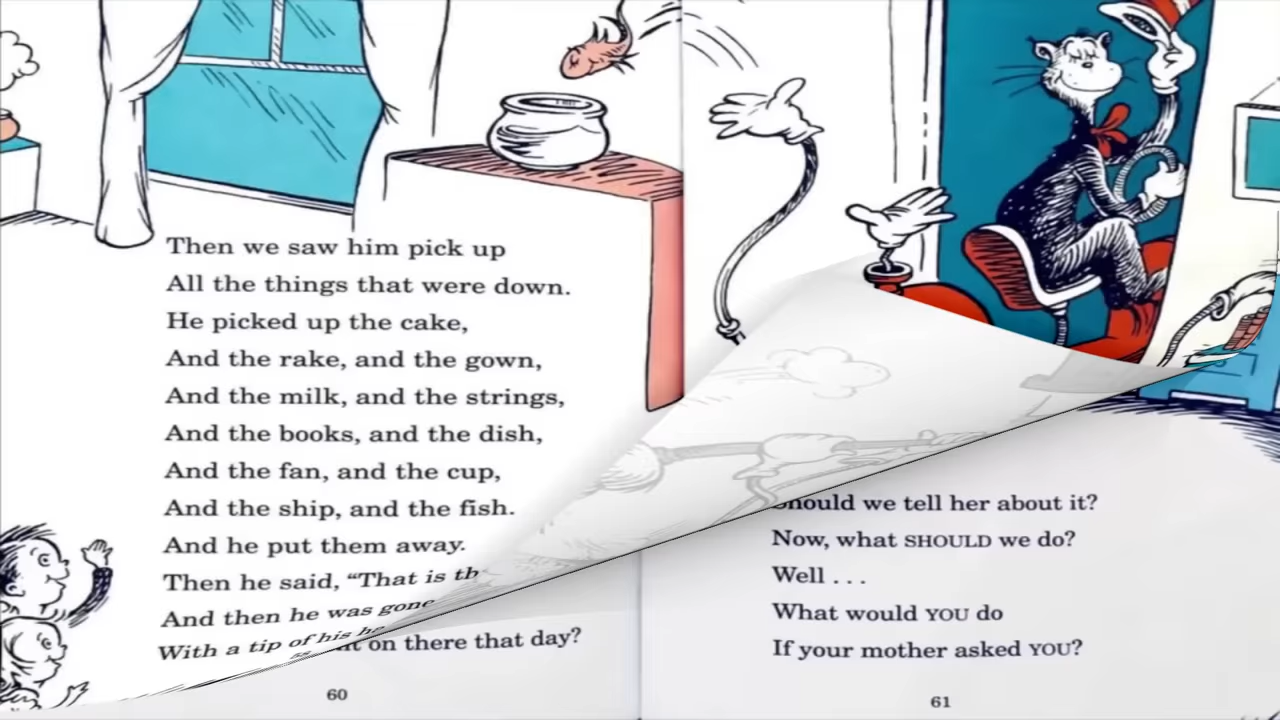 Then we saw him pick up
All the things that were down.
He picked up the cake,
And the rake, and the gown,
And the milk, and the strings,
And the books, and the dish,
And the fan, and the cup,
And the ship, and the fish.
And he put them away.
Then he said, “That is
And then he was gone
With a tip of his
on there that day?
60
Should we tell her about it?
Now, what SHOULD we do?
Well . . .
What would YOU do
If your mother asked YOU?
61